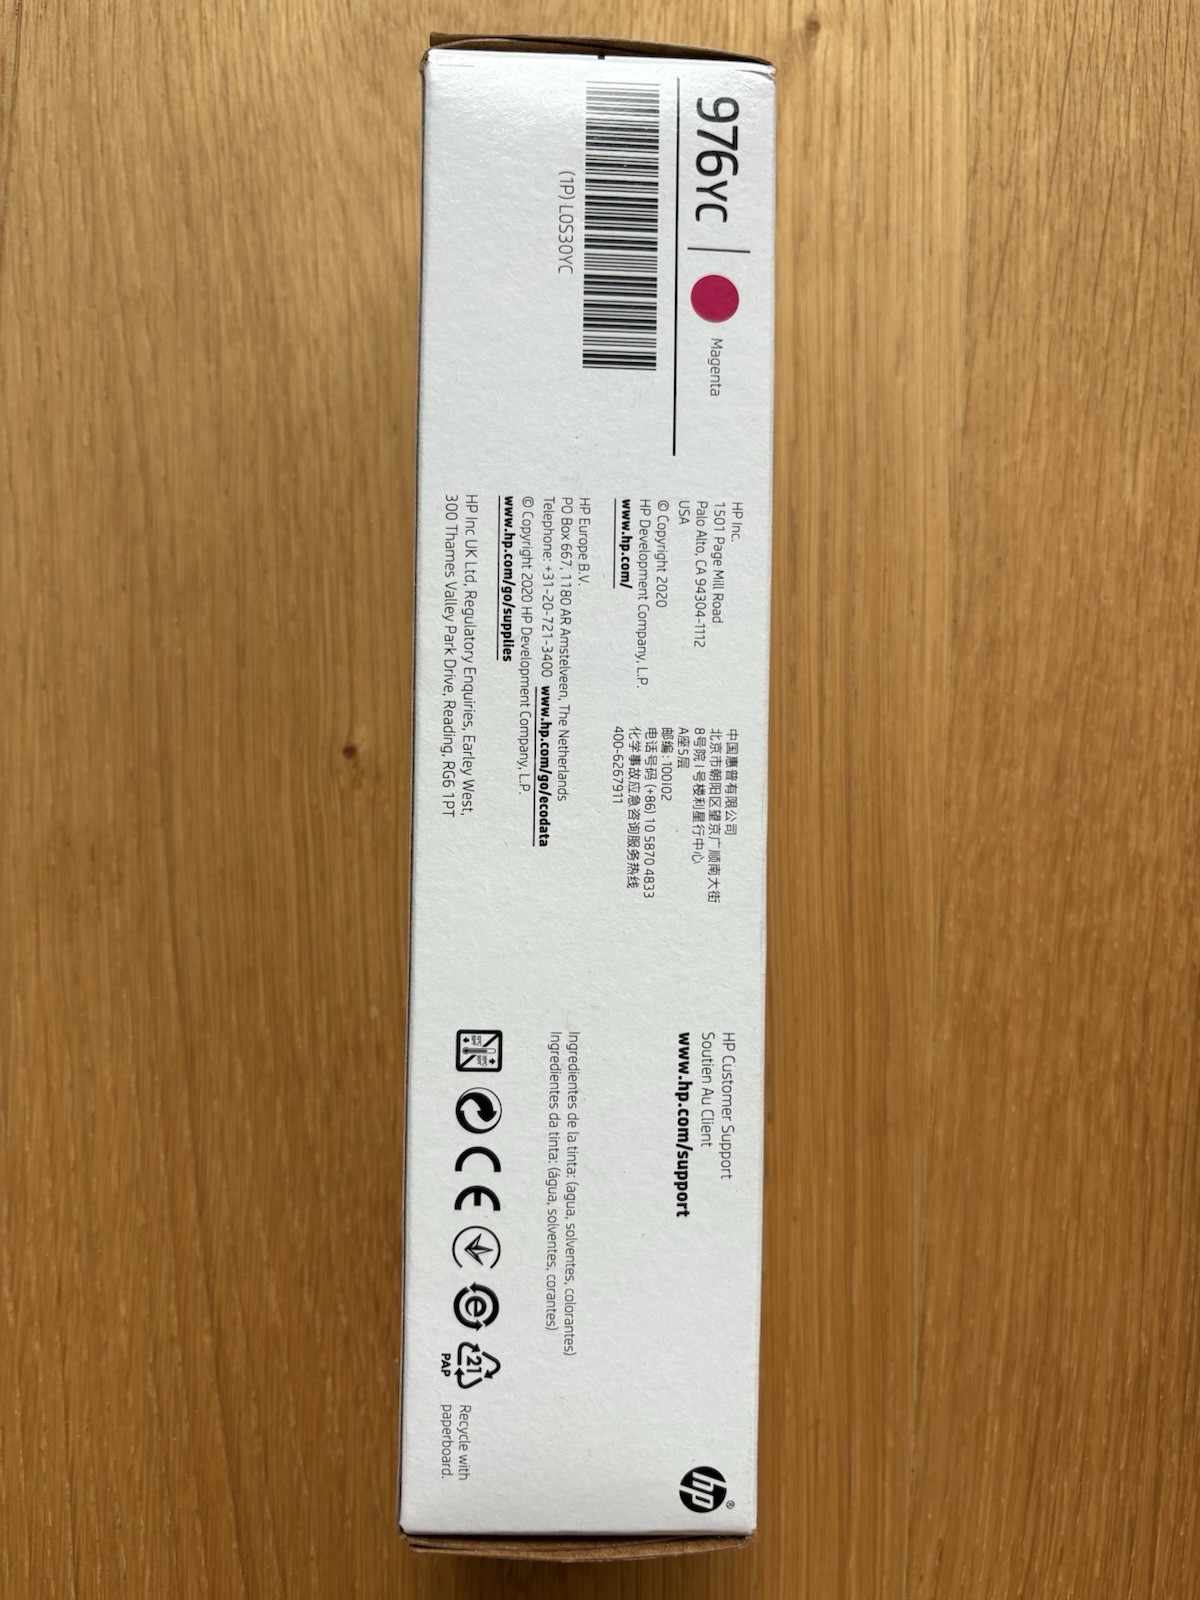 976YC
Magenta
(1P) L0S30YC
HP Inc.
1501 Page Mill Road
Palo Alto, CA 94304-1112
USA
© Copyright 2020
HP Development Company, L.P.
www.hp.com/
中国惠普有限公司
北京市朝阳区望京广顺南大街
8号院1号楼利星行中心
A座5层
邮编:100102
电话号码 (+86) 10 5870 4833
化学事故应急咨询服务热线
400-6267911
HP Europe B.V.
PO Box 667, 1180 AR Amstelveen, The Netherlands
Telephone: +31-20-721-3400 www.hp.com/go/ecodata
© Copyright 2020 HP Development Company, L.P.
www.hp.com/go/supplies
HP Inc UK Ltd, Regulatory Enquiries, Earley West,
300 Thames Valley Park Drive, Reading, RG6 1PT
HP Customer Support
Soutien Au Client
www.hp.com/support
Ingredientes de la tinta: (agua, solventes, colorantes)
Ingredientes da tinta: (água, solventes, corantes)
CE
e
21
PAP
Recycle with
paperboard.
hp®